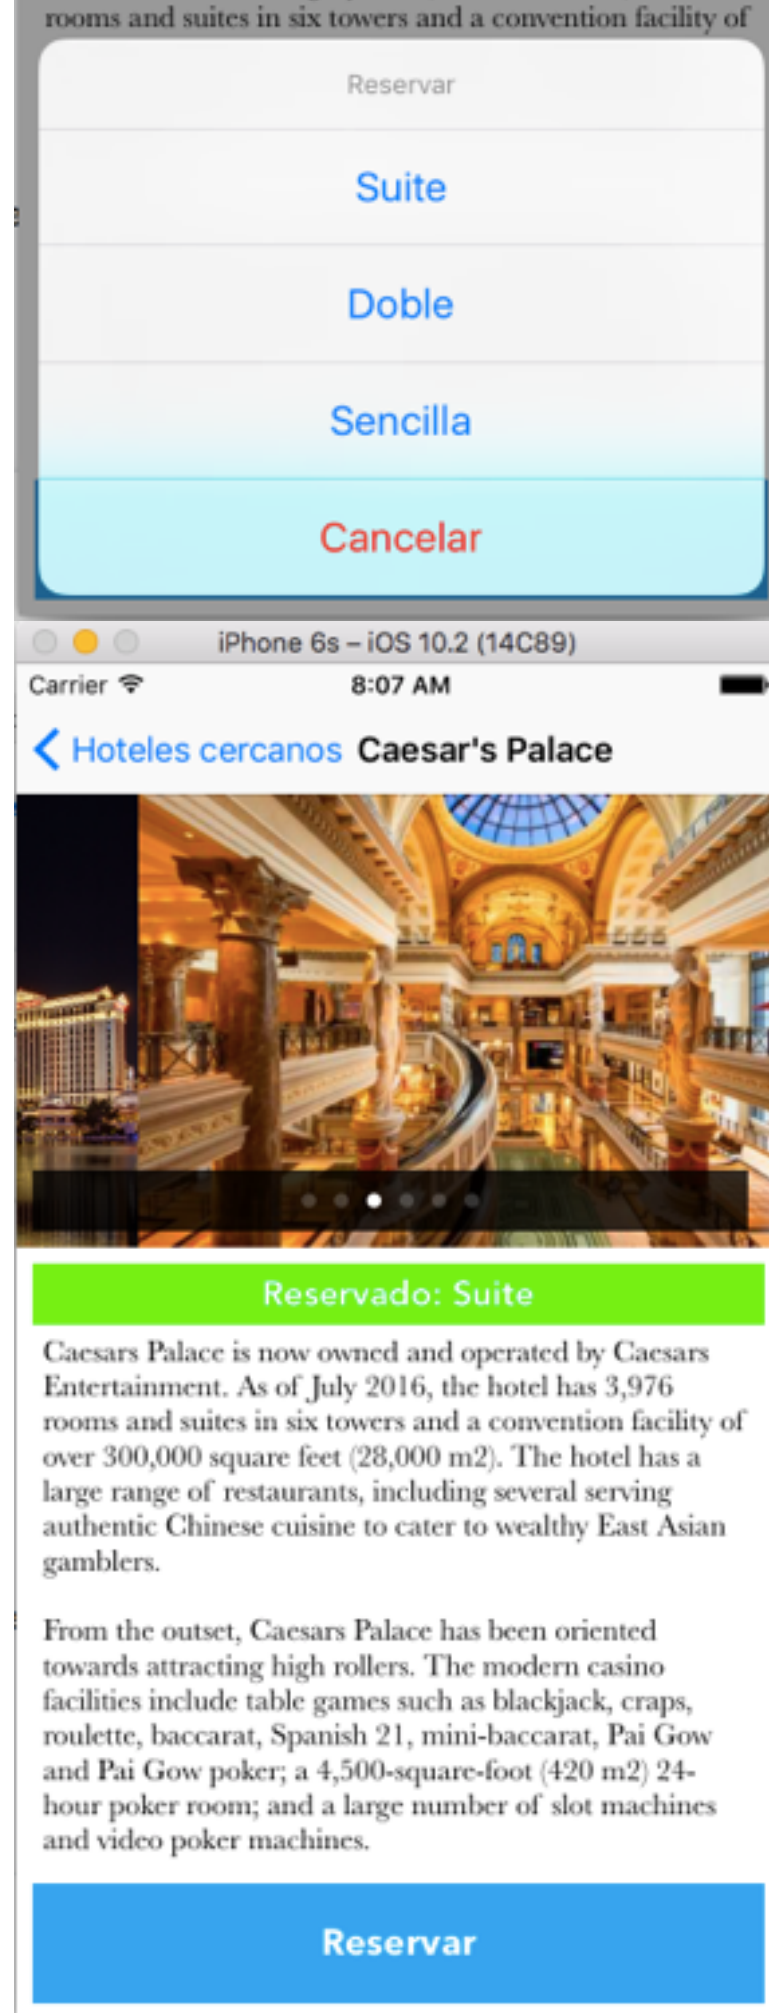 rooms and suites in six towers and a convention facility of
Reservar
Suite
Doble
Sencilla
Cancelar
iPhone 6s – iOS 10.2 (14C89)
Carrier 8:07 AM
Hoteles cercanos Caesar's Palace
Reservado: Suite
Caesars Palace is now owned and operated by Caesars
Entertainment. As of July 2016, the hotel has 3,976
rooms and suites in six towers and a convention facility of
over 300,000 square feet (28,000 m2). The hotel has a
large range of restaurants, including several serving
authentic Chinese cuisine to cater to wealthy East Asian
gamblers.
From the outset, Caesars Palace has been oriented
towards attracting high rollers. The modern casino
facilities include table games such as blackjack, craps,
roulette, baccarat, Spanish 21, mini-baccarat, Pai Gow
and Pai Gow poker; a 4,500-square-foot (420 m2) 24-
hour poker room; and a large number of slot machines
and video poker machines.
Reservar